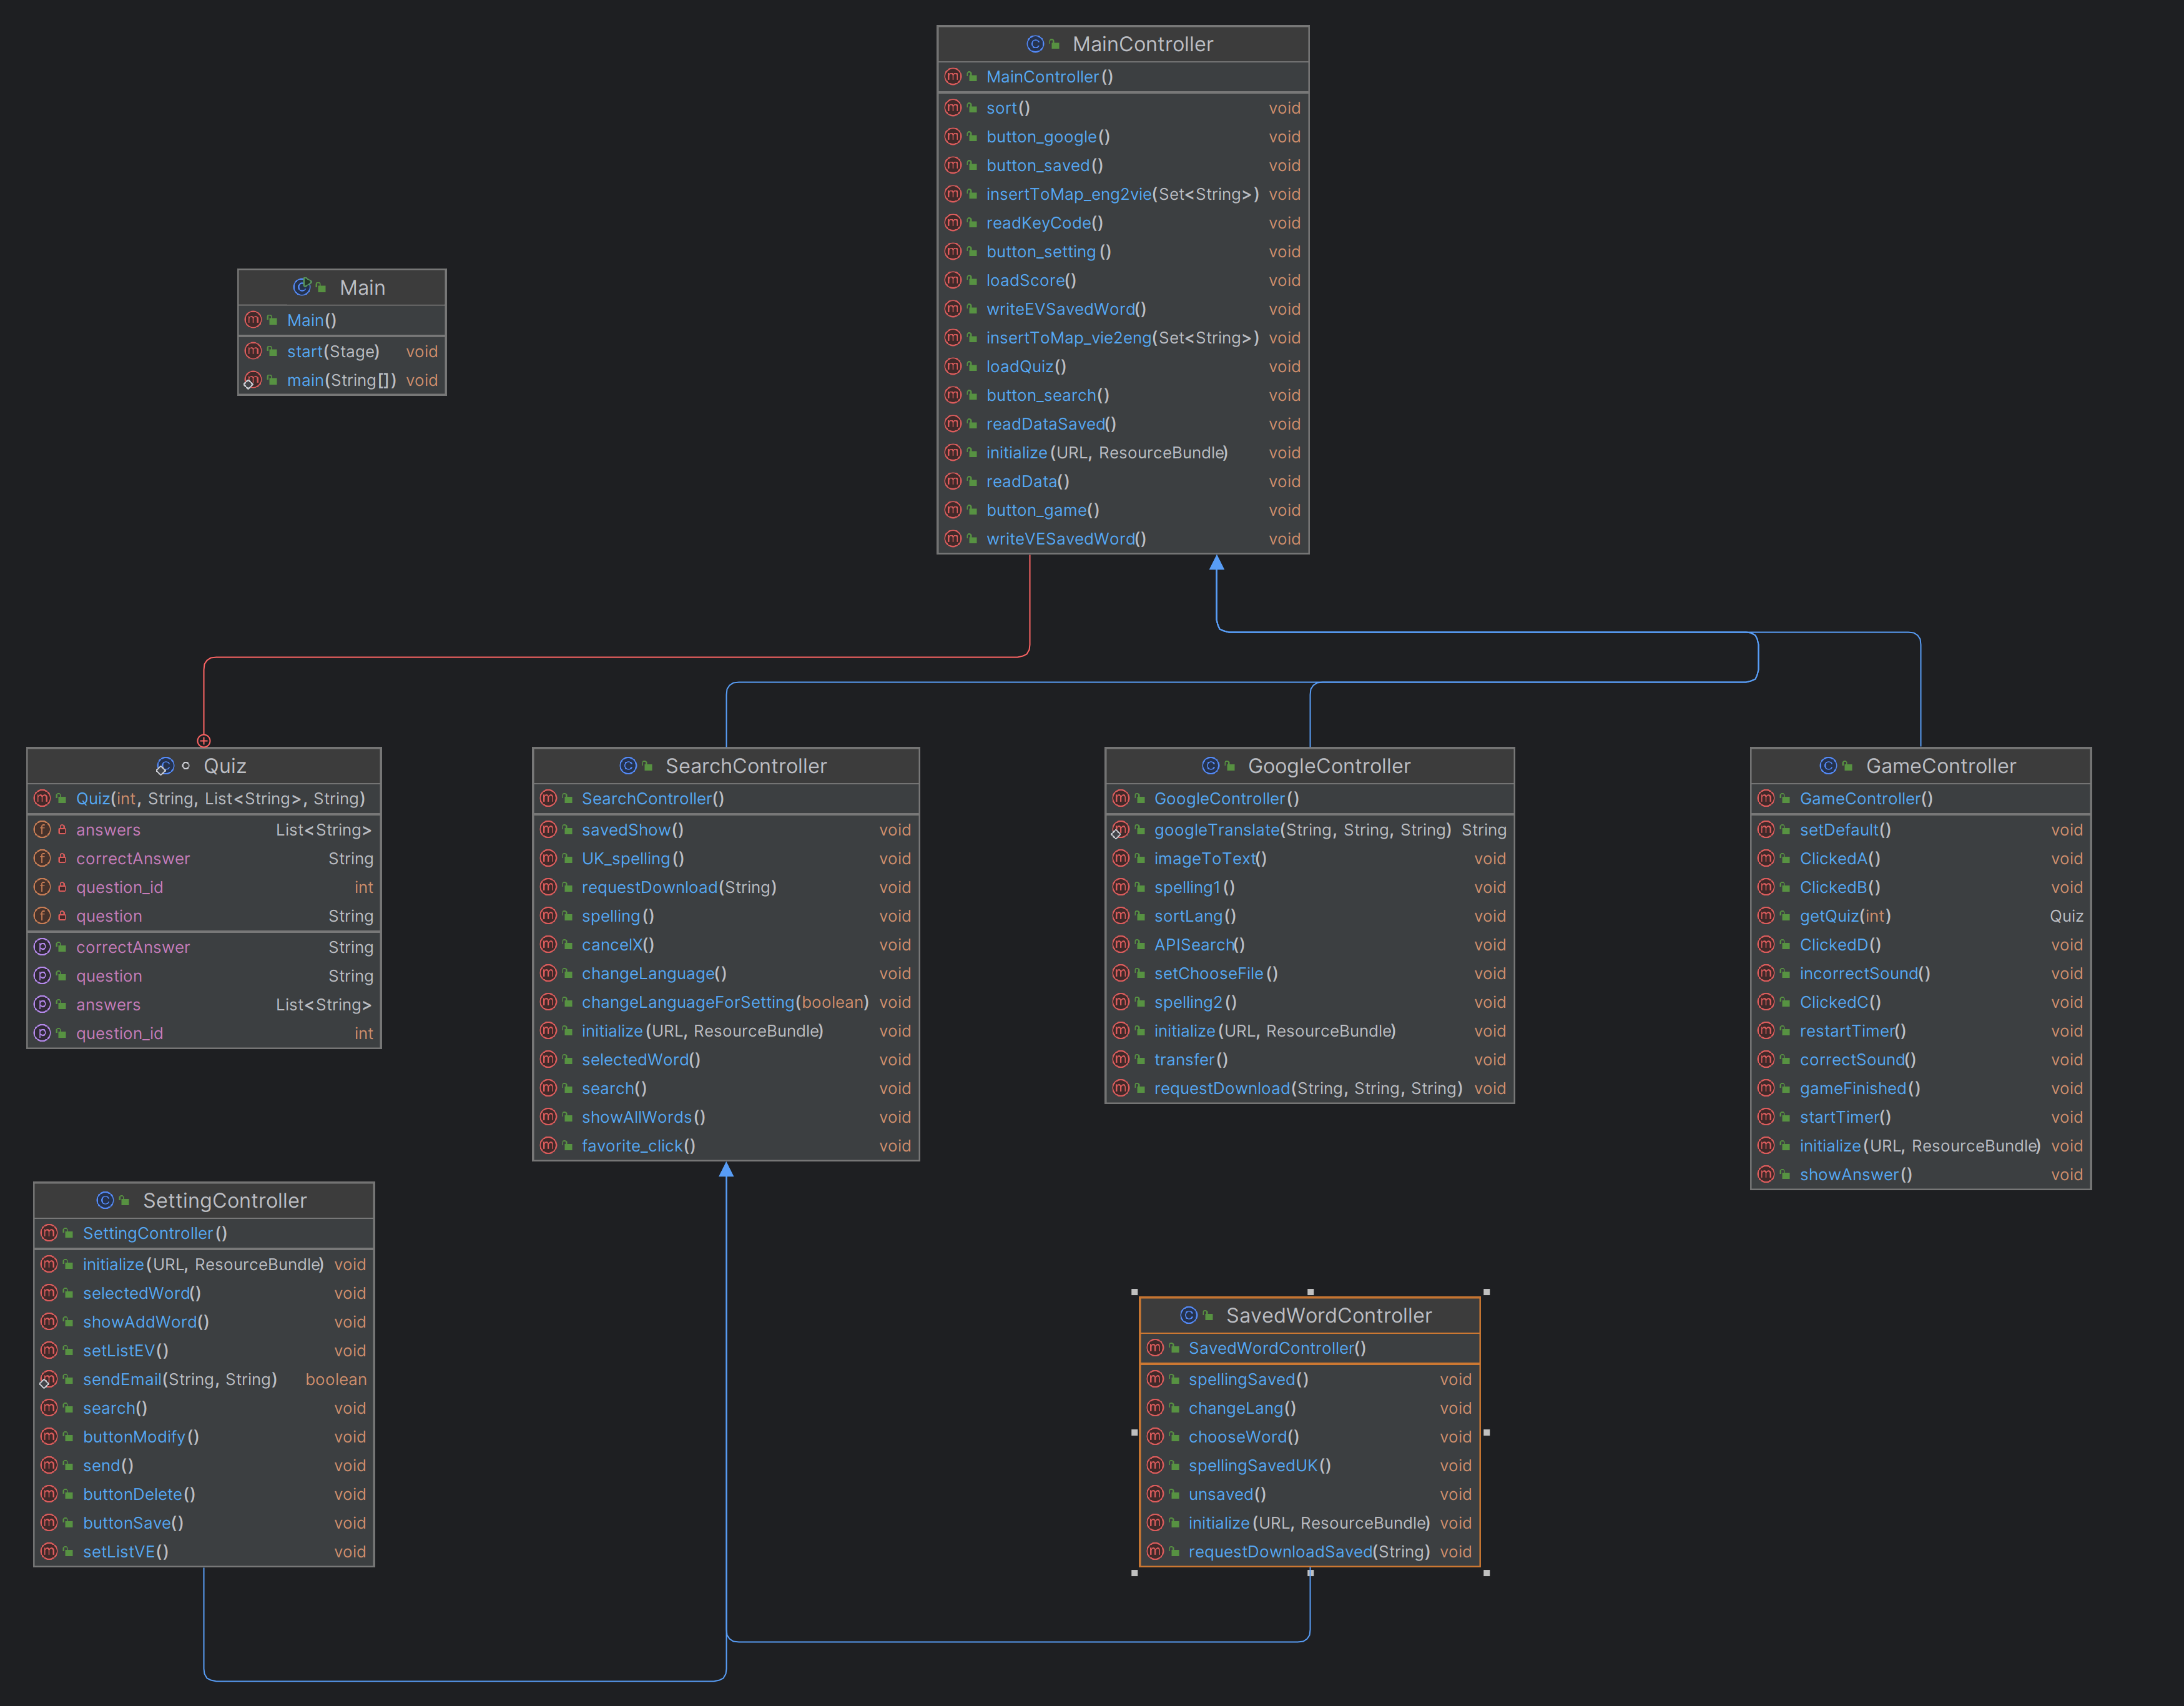 MainController
MainController()
sort() void
button_google() void
button_saved() void
insertToMap_eng2vie(Set<String>) void
readKeyCode() void
button_setting() void
loadScore() void
writeEVSavedWord() void
insertToMap_vie2eng(Set<String>) void
loadQuiz() void
button_search() void
readDataSaved() void
initialize(URL, ResourceBundle) void
readData() void
button_game() void
writeVESavedWord() void
Main
Main()
start(Stage) void
main(String[]) void
Quiz
Quiz(int, String, List<String>, String)
answers List<String>
correctAnswer String
question_id int
question String
correctAnswer String
question String
answers List<String>
question_id int
SearchController
SearchController()
savedShow() void
UK_spelling() void
requestDownload(String) void
spelling() void
cancelX() void
changeLanguage() void
changeLanguageForSetting(boolean) void
initialize(URL, ResourceBundle) void
selectedWord() void
search() void
showAllWords() void
favorite_click() void
GoogleController
GoogleController()
googleTranslate(String, String, String) String
imageToText() void
spelling1() void
sortLang() void
APISearch() void
setChooseFile() void
spelling2() void
initialize(URL, ResourceBundle) void
transfer() void
requestDownload(String, String, String) void
GameController
GameController()
setDefault() void
ClickedA() void
ClickedB() void
getQuiz(int) Quiz
ClickedD() void
incorrectSound() void
ClickedC() void
restartTimer() void
correctSound() void
gameFinished() void
startTimer() void
initialize(URL, ResourceBundle) void
showAnswer() void
SettingController
SettingController()
initialize(URL, ResourceBundle) void
selectedWord() void
showAddWord() void
setListEV() void
sendEmail(String, String) boolean
search() void
buttonModify() void
send() void
buttonDelete() void
buttonSave() void
setListVE() void
SavedWordController
SavedWordController()
spellingSaved() void
changeLang() void
chooseWord() void
spellingSavedUK() void
unsaved() void
initialize(URL, ResourceBundle) void
requestDownloadSaved(String) void